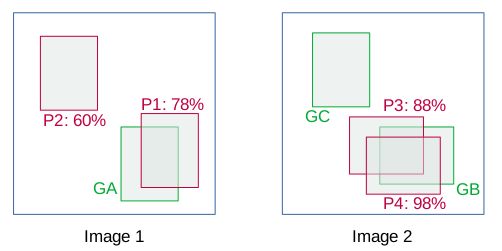 P1: 78%
P2: 60%
GA
Image 1
P3: 88%
GC
GB
P4: 98%
Image 2